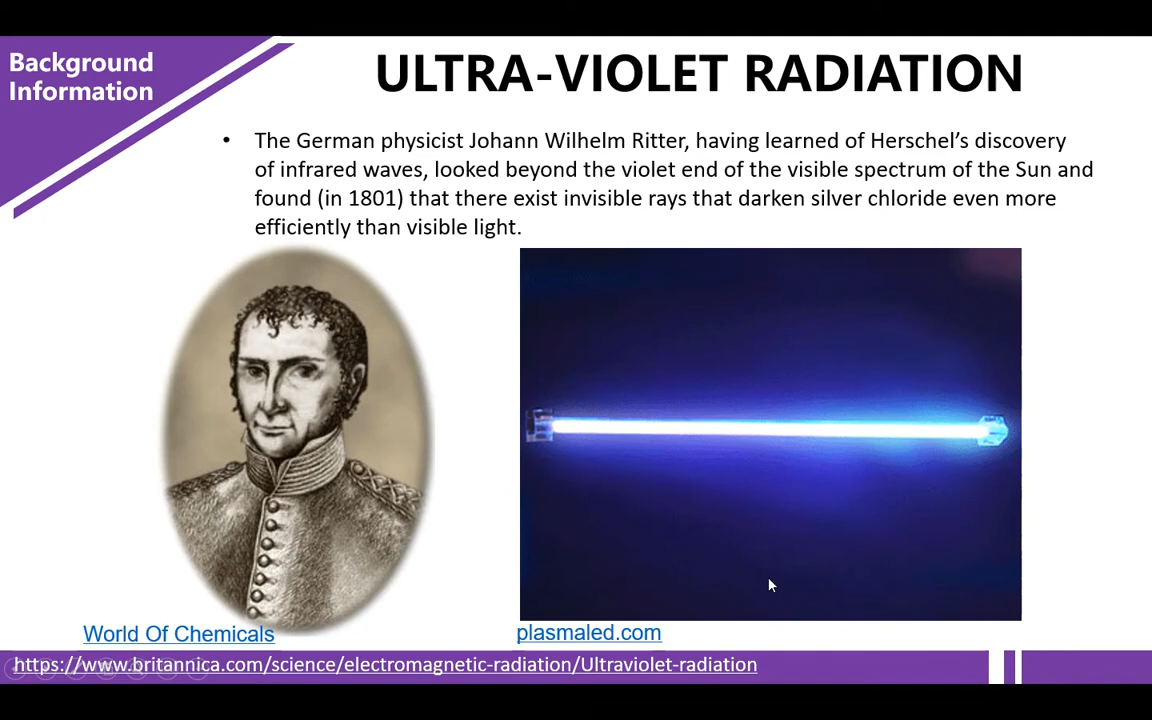 Background
Information
ULTRA-VIOLET RADIATION
• The German physicist Johann Wilhelm Ritter, having learned of Herschel’s discovery
of infrared waves, looked beyond the violet end of the visible spectrum of the Sun and
found (in 1801) that there exist invisible rays that darken silver chloride even more
efficiently than visible light.
World Of Chemicals
plasmaled.com
https://www.britannica.com/science/electromagnetic-radiation/Ultraviolet-radiation